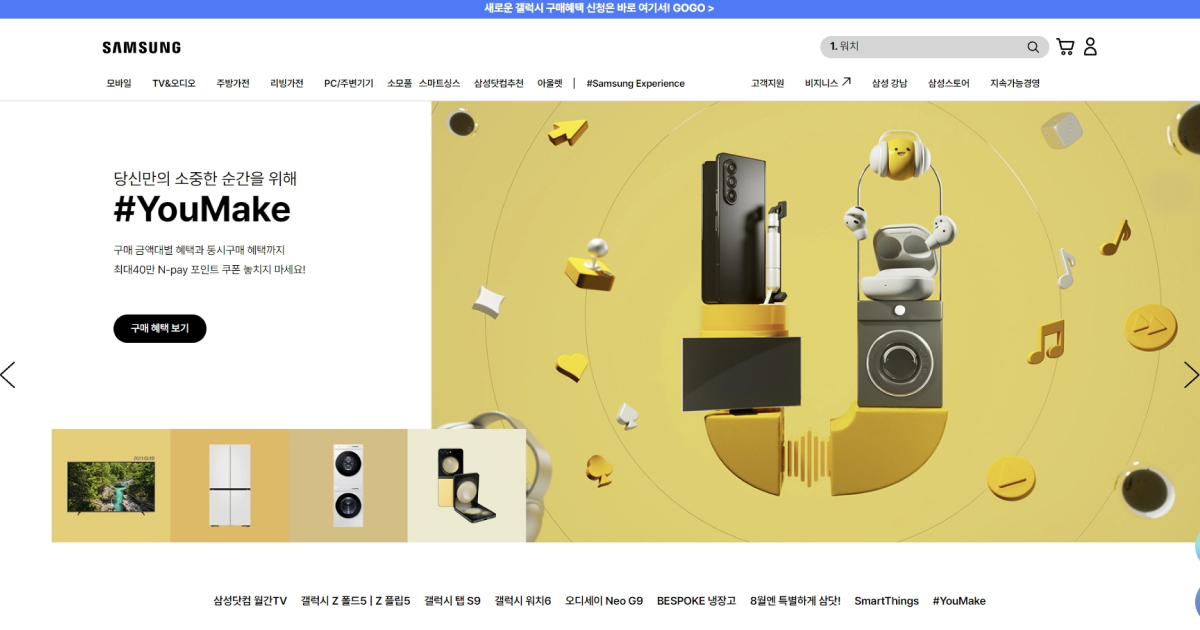 새로운 갤럭시 구매혜택 신청은 바로 여기서! GOGO >
SAMSUNG
1. 워치
모바일 TV&오디오 주방가전 리빙가전 PC/주변기기 소모품 스마트싱스 삼성닷컴추천 아울렛 | #Samsung Experience 고객지원 비지니스 삼성 강남 삼성스토어 지속가능경영
당신만의 소중한 순간을 위해
#YouMake
구매 금액대별 혜택과 동시구매 혜택까지
최대40만 N-pay 포인트 쿠폰 놓치지 마세요!
구매 혜택 보기
삼성닷컴 월간TV 갤럭시 Z 폴드5 | Z 플립5 갤럭시 탭 S9 갤럭시 워치6 오디세이 Neo G9 BESPOKE 냉장고 8월엔 특별하게 삼닷! SmartThings #YouMake